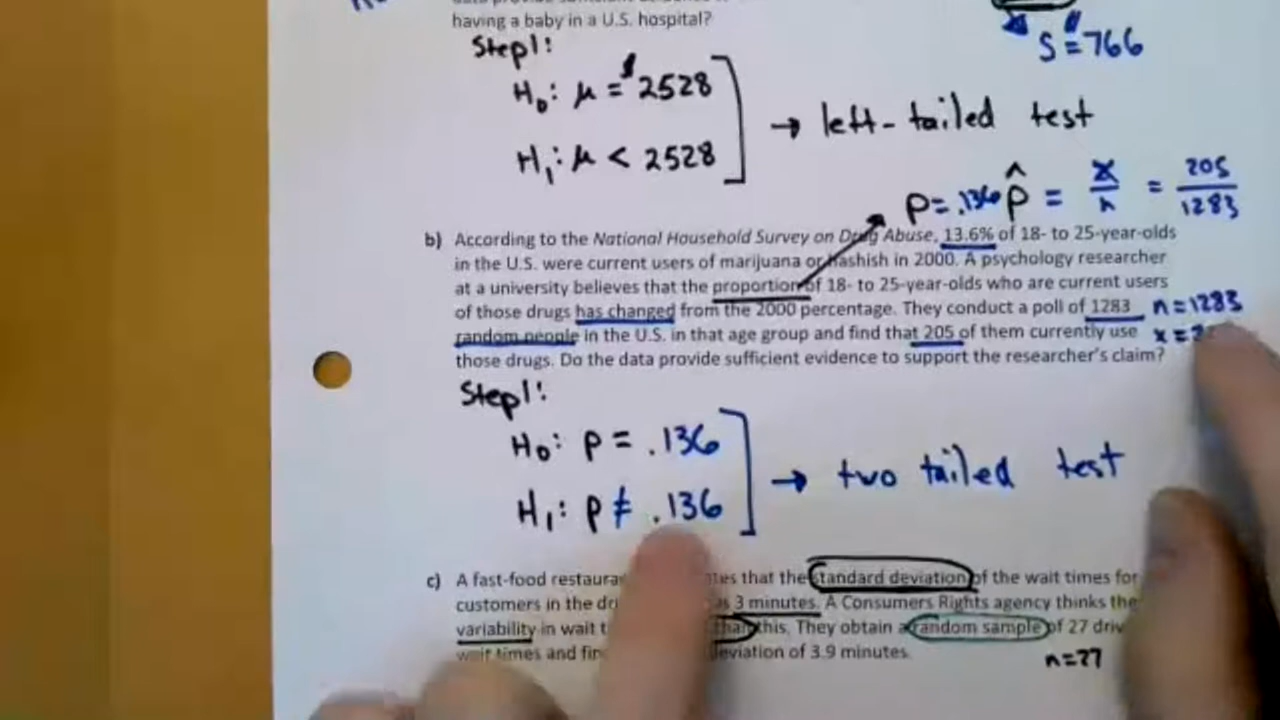 having a baby in a U.S. hospital?
S = 766
Step 1:
H₀: μ = $2528
H₁: μ < 2528
→ left-tailed test
p = .136 p̂ = x/n = 205/1283
b) According to the National Household Survey on Drug Abuse, 13.6% of 18- to 25-year-olds
in the U.S. were current users of marijuana or hashish in 2000. A psychology researcher
at a university believes that the proportion of 18- to 25-year-olds who are current users
of those drugs has changed from the 2000 percentage. They conduct a poll of 1283 n = 1283
random people in the U.S. in that age group and find that 205 of them currently use x =
those drugs. Do the data provide sufficient evidence to support the researcher's claim?
Step 1:
H₀: p = .136
H₁: p ≠ .136
→ two tailed test
c) A fast-food that the standard deviation of the wait times for
customers in the 3 minutes. A Consumers Rights agency thinks the
variability in wait than this. They obtain a random sample of 27
wait times and deviation of 3.9 minutes.
n=27